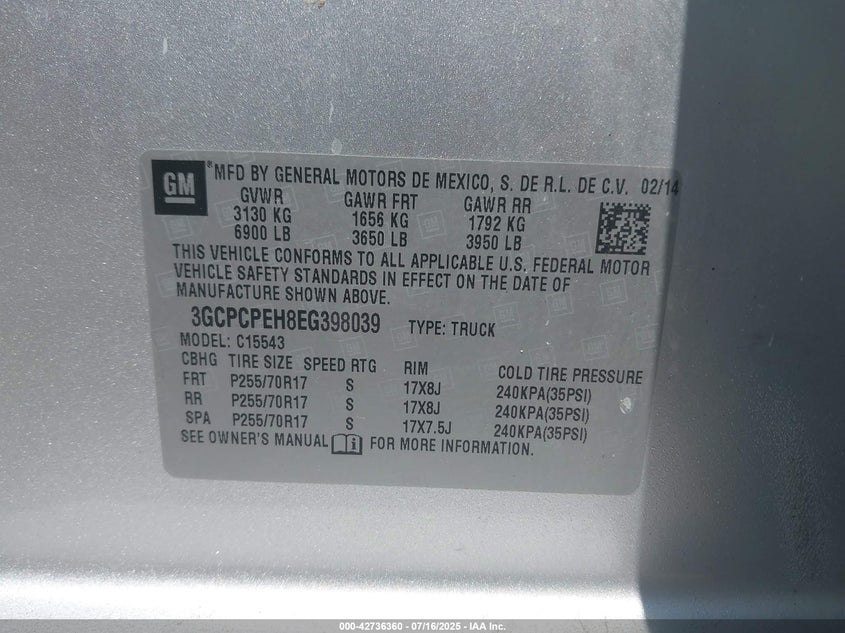 GM
®MFD BY GENERAL MOTORS DE MEXICO, S. DE R.L. DE C.V. 02/14
GVWR GAWR FRT GAWR RR
3130 KG 1656 KG 1792 KG
6900 LB 3650 LB 3950 LB
THIS VEHICLE CONFORMS TO ALL APPLICABLE U.S. FEDERAL MOTOR
VEHICLE SAFETY STANDARDS IN EFFECT ON THE DATE OF
MANUFACTURE SHOWN ABOVE.
3GCPCPEH8EG398039 TYPE: TRUCK
MODEL: C15543
CBHG TIRE SIZE SPEED RTG RIM COLD TIRE PRESSURE
FRT P255/70R17 S 17X8J 240KPA(35PSI)
RR P255/70R17 S 17X8J 240KPA(35PSI)
SPA P255/70R17 S 17X7.5J 240KPA(35PSI)
SEE OWNER'S MANUAL i FOR MORE INFORMATION.
000-42736360 - 07/16/2025 - IAA Inc.